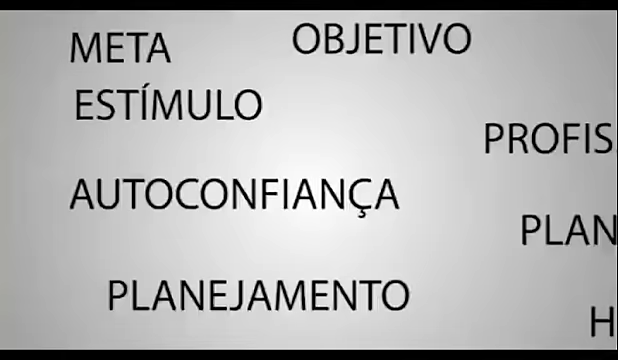 META
OBJETIVO
ESTÍMULO
PROFIS
AUTOCONFIANÇA
PLAN
PLANEJAMENTO
H